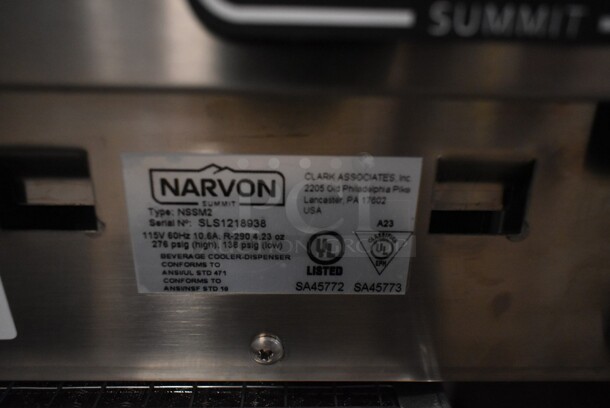 SUMMIT
NARVON
SUMMIT
Type: NSSM2
Serial Nº: SLS1218938
115V 60Hz 10.6A, R-290 4.23 oz
276 psig (high), 138 psig (low)
BEVERAGE COOLER-DISPENSER
CONFORMS TO
ANSI/UL STD 471
CONFORMS TO
ANSI/NSF STD 18
CLARK ASSOCIATES, Inc.
2205 Old Philadelphia Pike
Lancaster, PA 17602
USA
A23
UL
LISTED
CLASSIFIED
UL
SA45772 SA45773